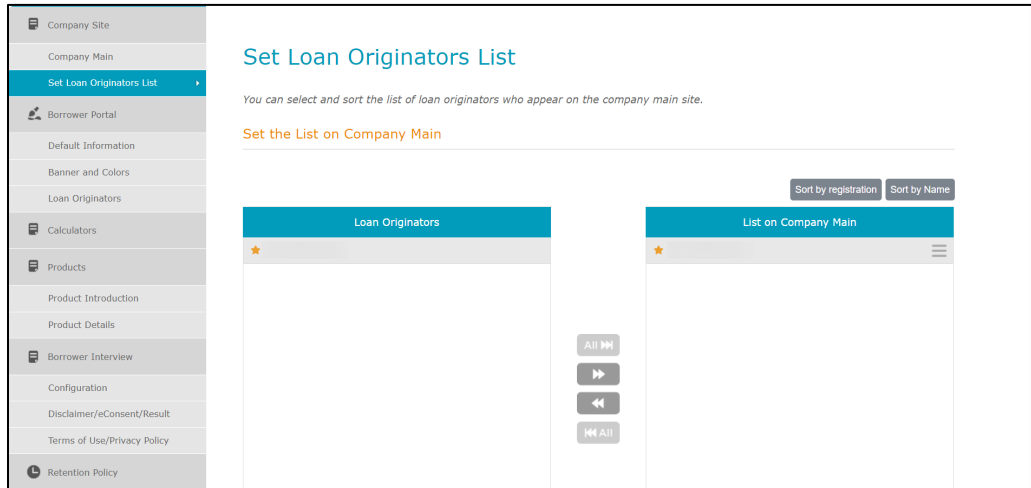 Company Site
Company Main
Set Loan Originators List
Borrower Portal
Default Information
Banner and Colors
Loan Originators
Calculators
Products
Product Introduction
Product Details
Borrower Interview
Configuration
Disclaimer/eConsent/Result
Terms of Use/Privacy Policy
Retention Policy
Set Loan Originators List
You can select and sort the list of loan originators who appear on the company main site.
Set the List on Company Main
Sort by registration
Sort by Name
Loan Originators
List on Company Main
All
All